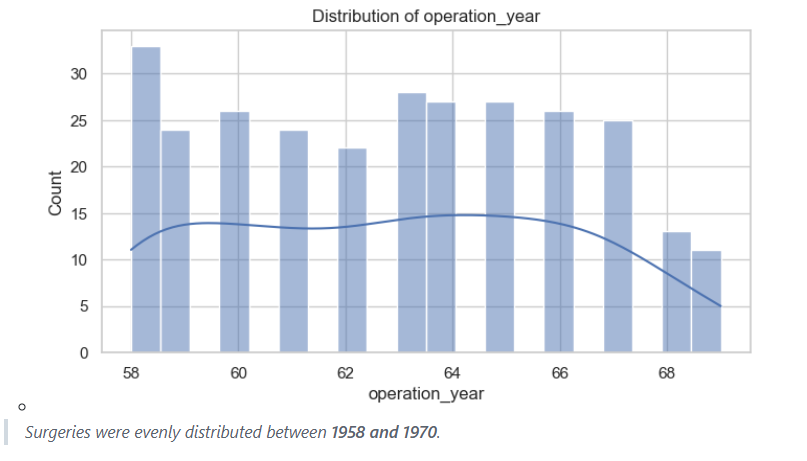 Distribution of operation_year
30
25
20
15
10
5
0
Count
58 60 62 64 66 68
operation_year
Surgeries were evenly distributed between 1958 and 1970.